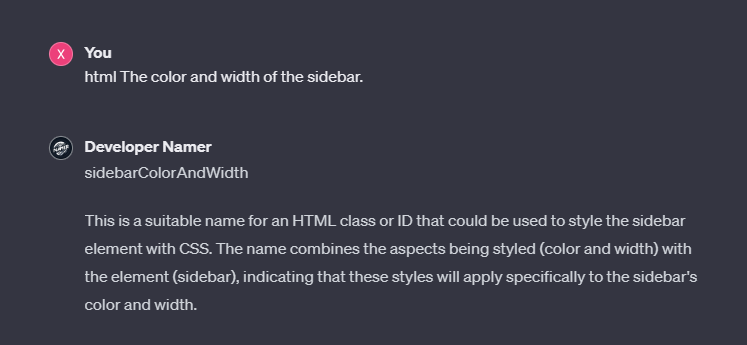 X
You
html The color and width of the sidebar.
Developer Namer
sidebarColorAndWidth
This is a suitable name for an HTML class or ID that could be used to style the sidebar
element with CSS. The name combines the aspects being styled (color and width) with
the element (sidebar), indicating that these styles will apply specifically to the sidebar's
color and width.